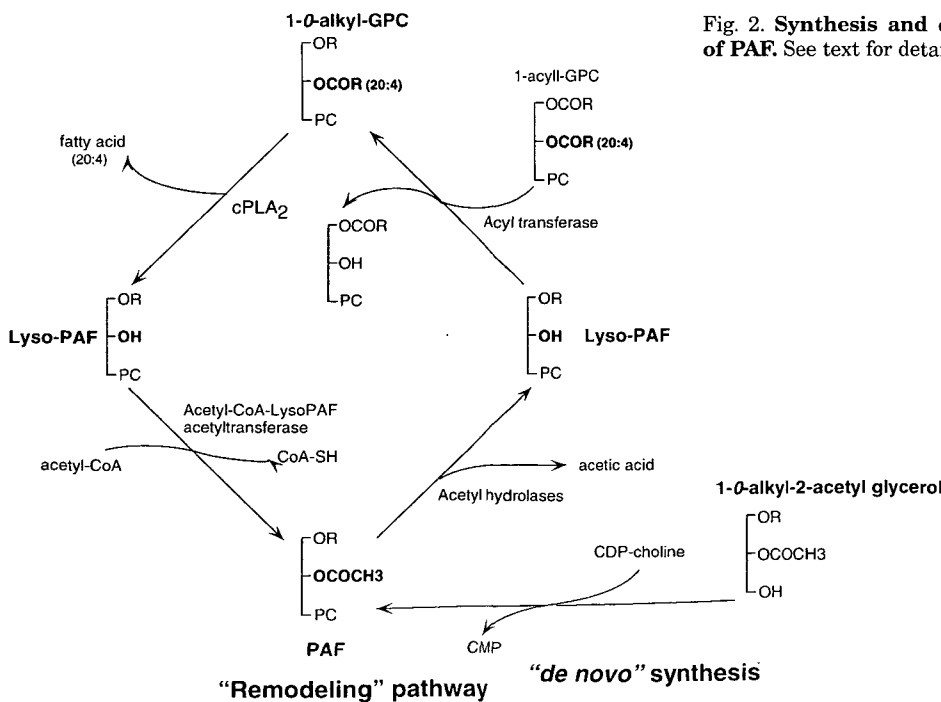 1-O-alkyl-GPC
OR
OCOR (20:4)
PC
Fig. 2. Synthesis and
of PAF. See text for detai
1-acyll-GPC
OCOR
OCOR (20:4)
PC
fatty acid
(20:4)
cPLA2
Acyl transferase
OCOR
OH
PC
Lyso-PAF
OR
OH
PC
OR
OH
PC
Lyso-PAF
Acetyl-CoA-LysoPAF
acetyltransferase
acetyl-CoA
CoA-SH
acetic acid
Acetyl hydrolases
1-O-alkyl-2-acetyl glycerol
OR
OCOCH3
OH
OR
OCOCH3
PC
PAF
CDP-choline
CMP
"Remodeling" pathway
"de novo" synthesis